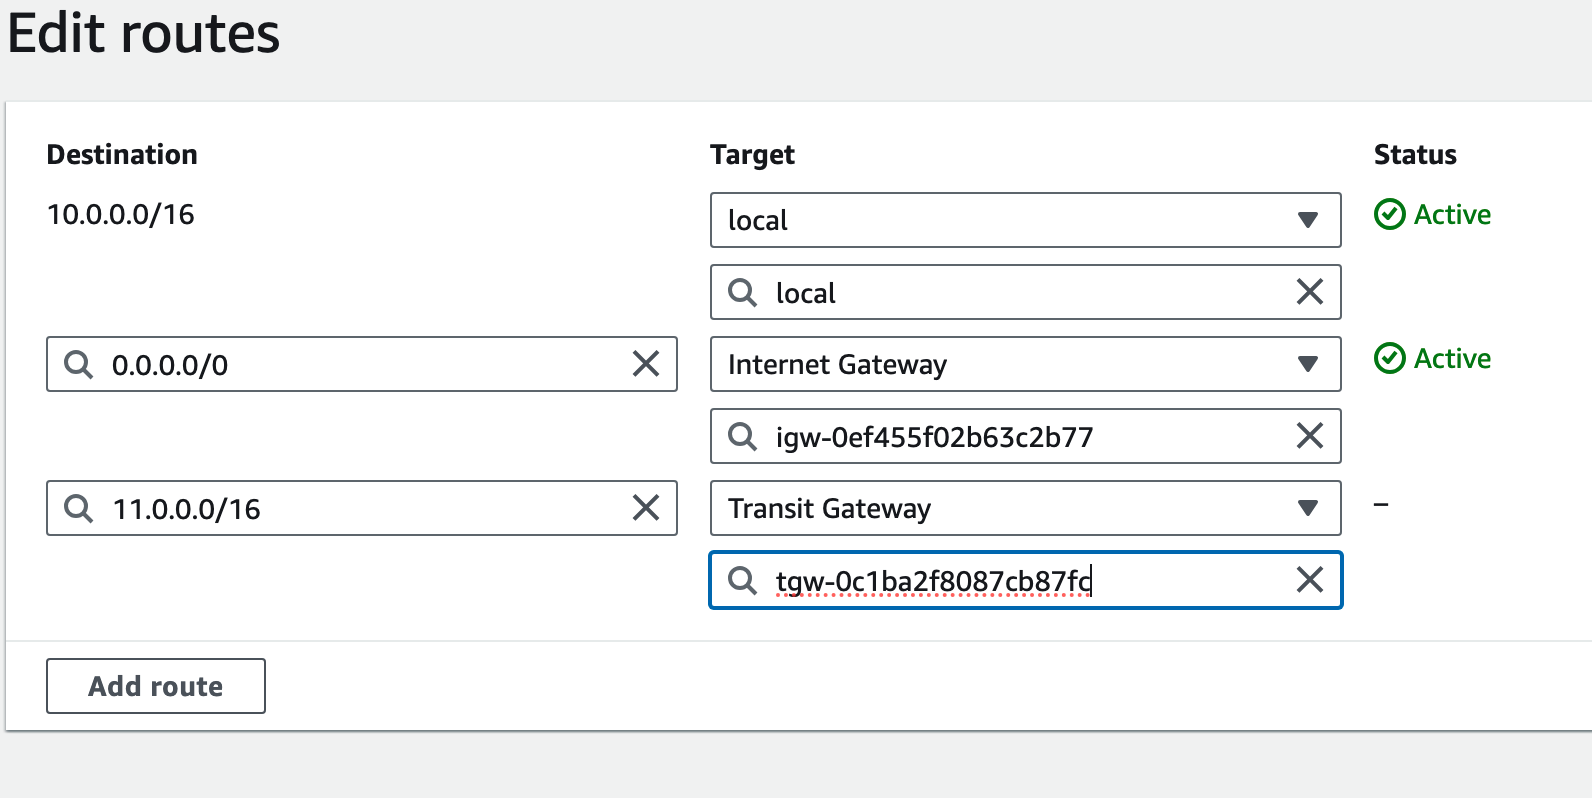 Edit routes
Destination Target Status
10.0.0.0/16 local Active
local
0.0.0.0/0 Internet Gateway Active
igw-0ef455f02b63c2b77
11.0.0.0/16 Transit Gateway –
tgw-0c1ba2f8087cb87fc
Add route